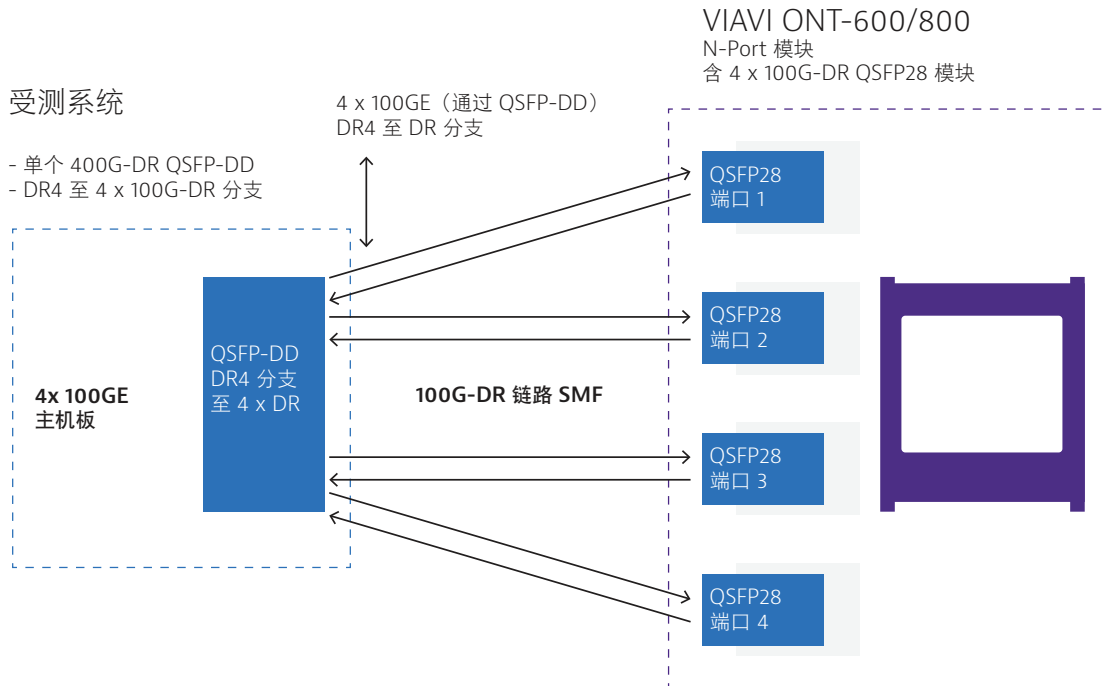 VIAVI ONT-600/800
N-Port 模块
含 4 x 100G-DR QSFP28 模块
受测系统
- 单个 400G-DR QSFP-DD
- DR4 至 4 x 100G-DR 分支
4 x 100GE（通过 QSFP-DD）
DR4 至 DR 分支
QSFP28
端口 1
QSFP28
端口 2
QSFP-DD
DR4 分支
至 4 x DR
4x 100GE
主机板
100G-DR 链路 SMF
QSFP28
端口 3
QSFP28
端口 4